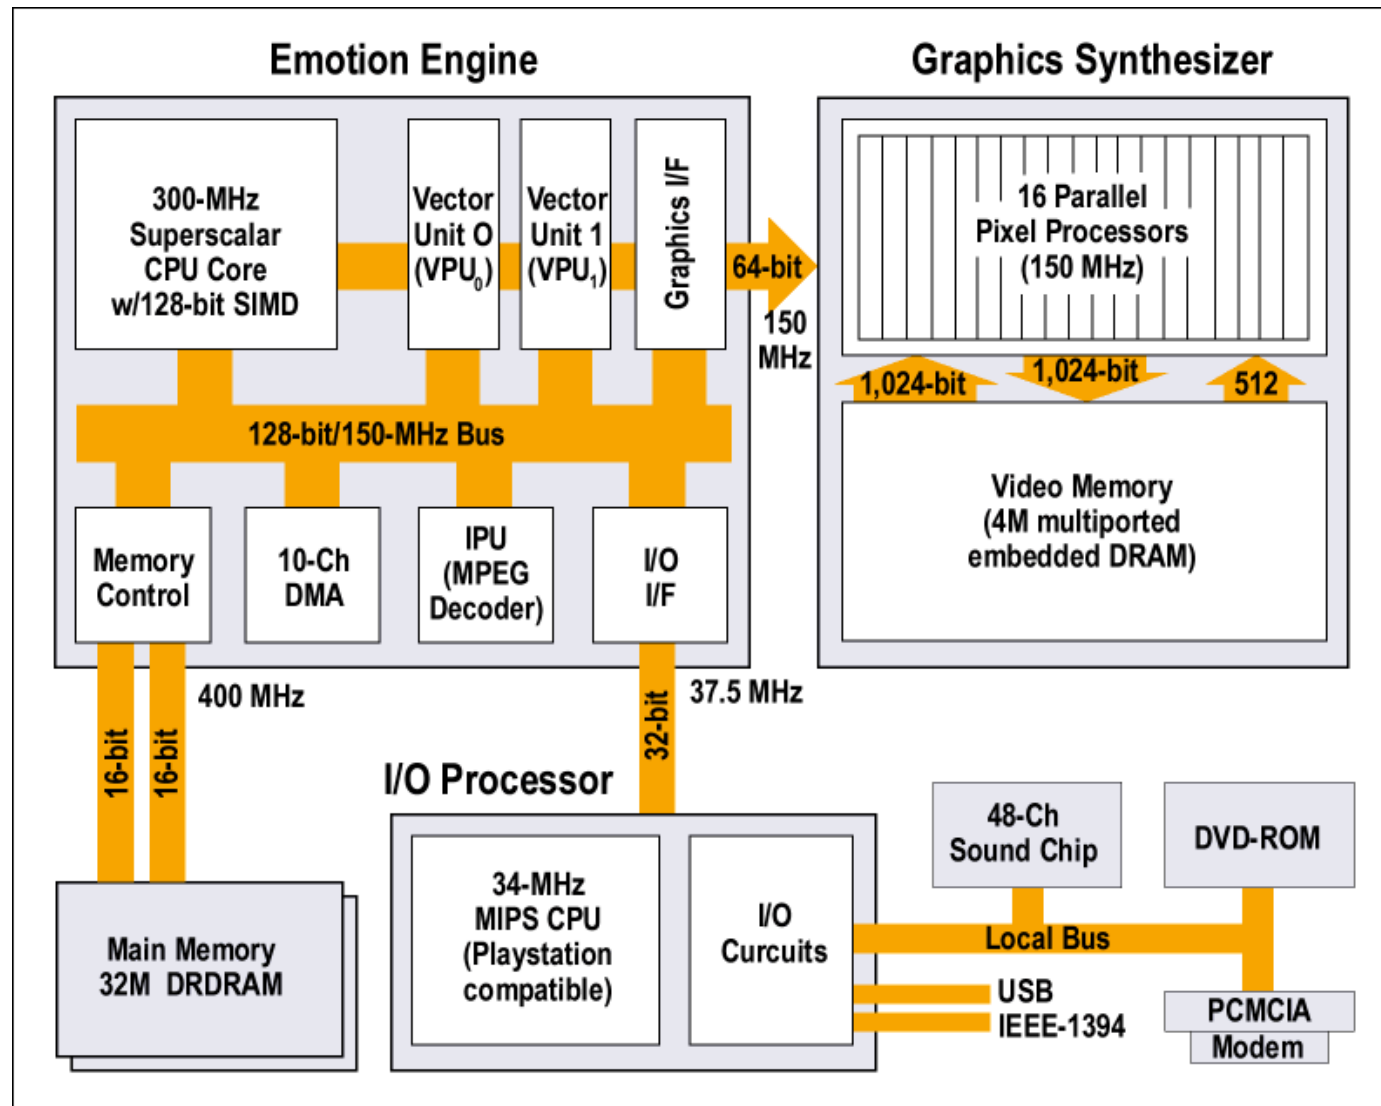 Emotion Engine
Graphics Synthesizer
300-MHz
Superscalar
CPU Core
w/128-bit SIMD
Vector
Unit 0
(VPU0)
Vector
Unit 1
(VPU1)
Graphics I/F
64-bit
150
MHz
16 Parallel
Pixel Processors
(150 MHz)
1,024-bit
1,024-bit
512
128-bit/150-MHz Bus
Video Memory
(4M multiported
embedded DRAM)
Memory
Control
10-Ch
DMA
IPU
(MPEG
Decoder)
I/O
I/F
400 MHz
37.5 MHz
16-bit
16-bit
32-bit
I/O Processor
48-Ch
Sound Chip
DVD-ROM
34-MHz
MIPS CPU
(Playstation
compatible)
I/O
Curcuits
Local Bus
Main Memory
32M DRDRAM
USB
IEEE-1394
PCMCIA
Modem